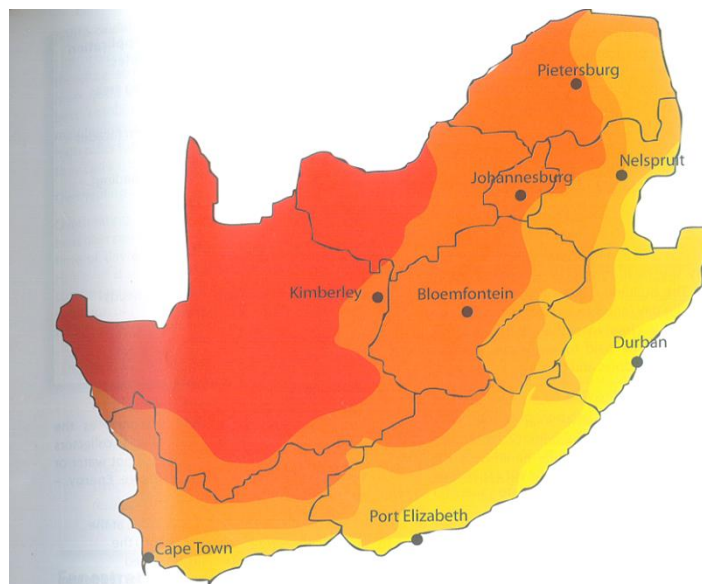 Pietersburg
Nelspruit
Johannesburg
Kimberley
Bloemfontein
Durban
Port Elizabeth
Cape Town